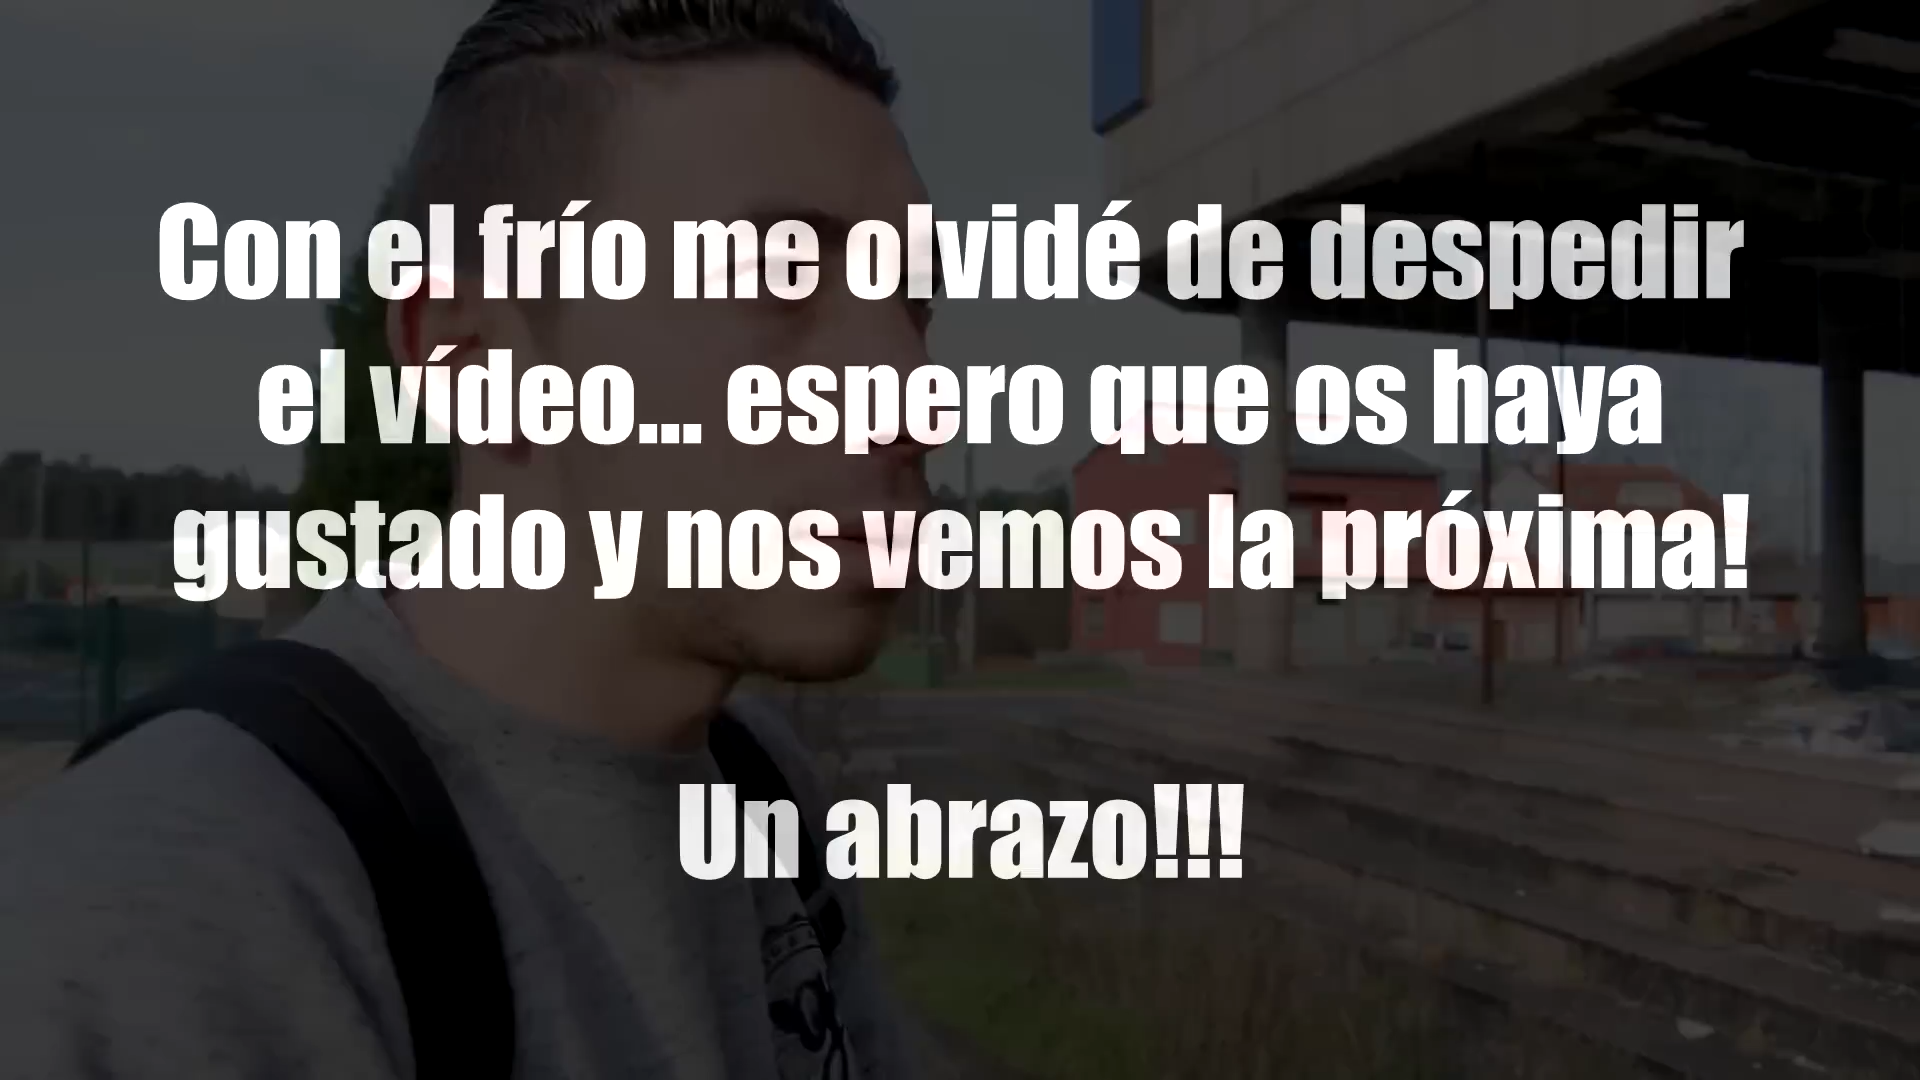 Con el frío me olvidé de despedir
el vídeo... espero que os haya
gustado y nos vemos la próxima!
Un abrazo!!!